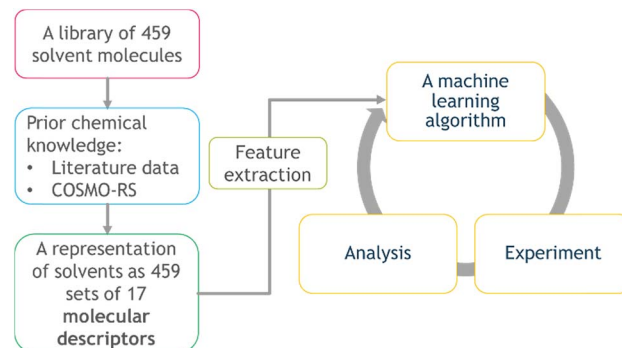 A library of 459
solvent molecules
Prior chemical
knowledge:
• Literature data
• COSMO-RS
A representation
of solvents as 459
sets of 17
molecular
descriptors
Feature
extraction
A machine
learning
algorithm
Analysis
Experiment